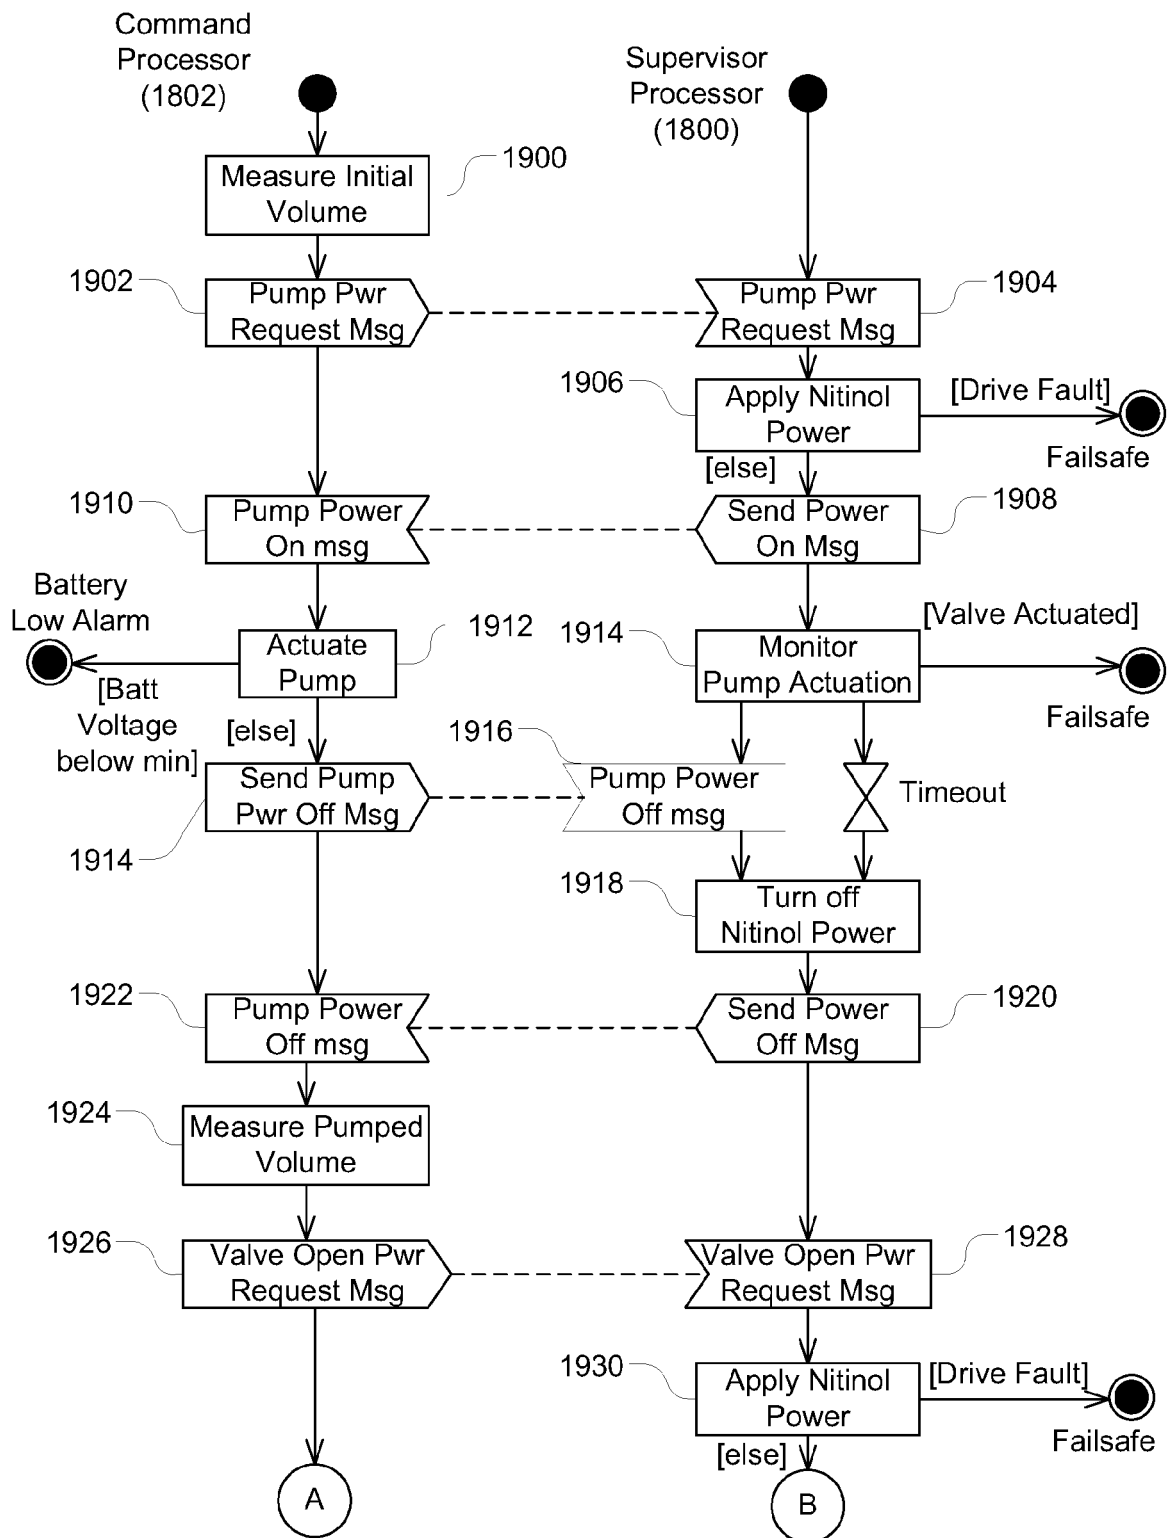 Command
Processor
(1802)
Supervisor
Processor
(1800)
1900
Measure Initial
Volume
1902
Pump Pwr
Request Msg
Pump Pwr
Request Msg
1904
1906
Apply Nitinol
Power
[Drive Fault]
Failsafe
[else]
1910
Pump Power
On msg
Send Power
On Msg
1908
Battery
Low Alarm
1912
Actuate
Pump
[Batt
Voltage
below min]
[else]
1914
Monitor
Pump Actuation
[Valve Actuated]
Failsafe
1916
Send Pump
Pwr Off Msg
1914
Pump Power
Off msg
Timeout
1918
Turn off
Nitinol Power
1922
Pump Power
Off msg
Send Power
Off Msg
1920
1924
Measure Pumped
Volume
1926
Valve Open Pwr
Request Msg
Valve Open Pwr
Request Msg
1928
1930
Apply Nitinol
Power
[Drive Fault]
Failsafe
[else]
A
B